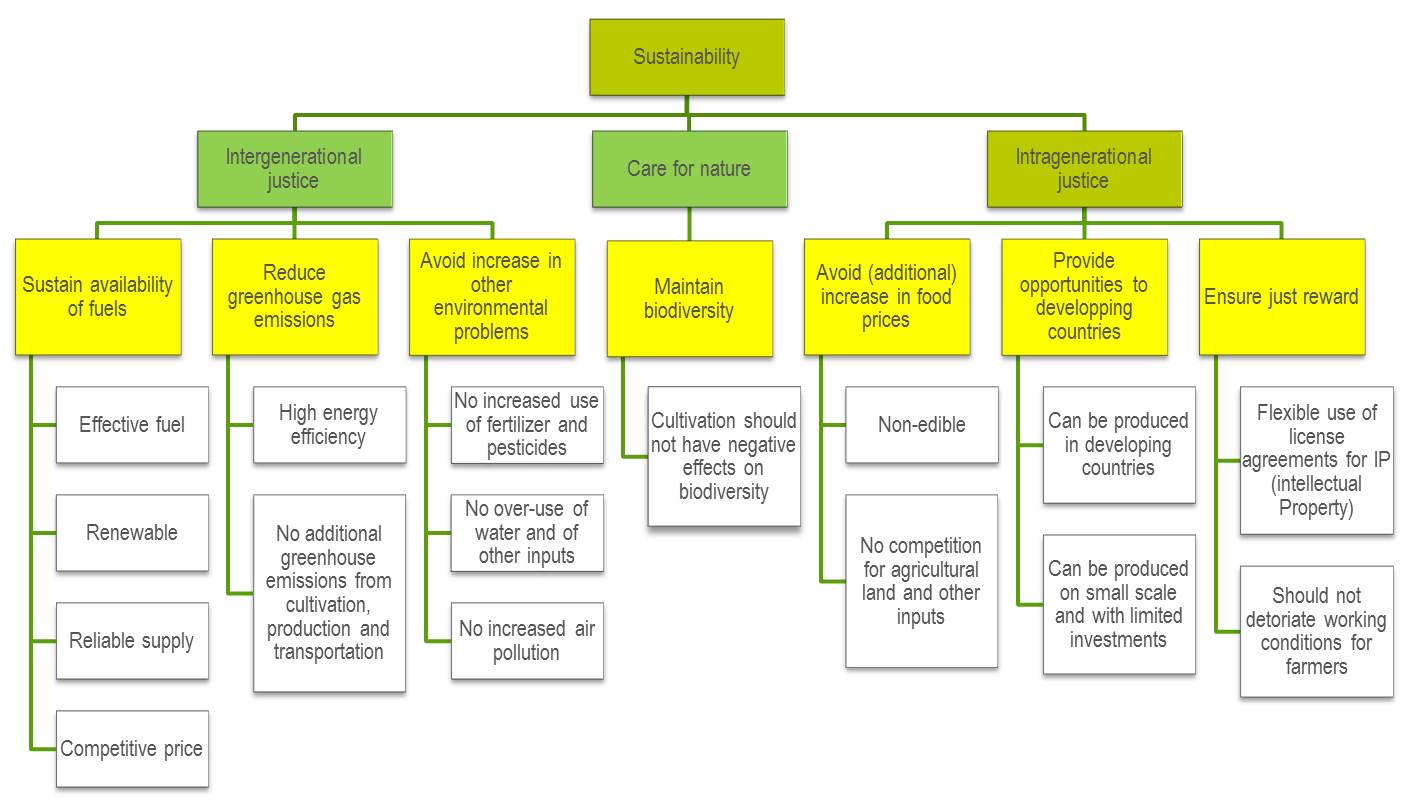 Sustainability
Intergenerational
justice
Care for nature
Intragenerational
justice
Sustain availability
of fuels
Reduce
greenhouse gas
emissions
Avoid increase in
other
environmental
problems
Maintain
biodiversity
Avoid (additional)
increase in food
prices
Provide
opportunities to
developping
countries
Ensure just reward
Effective fuel
Renewable
Reliable supply
Competitive price
High energy
efficiency
No additional
greenhouse
emissions from
cultivation,
production and
transportation
No increased use
of fertilizer and
pesticides
No over-use of
water and of
other inputs
No increased air
pollution
Cultivation should
not have negative
effects on
biodiversity
Non-edible
No competition
for agricultural
land and other
inputs
Can be produced
in developing
countries
Can be produced
on small scale
and with limited
investments
Flexible use of
license
agreements for IP
(intellectual
Property)
Should not
detoriate working
conditions for
farmers